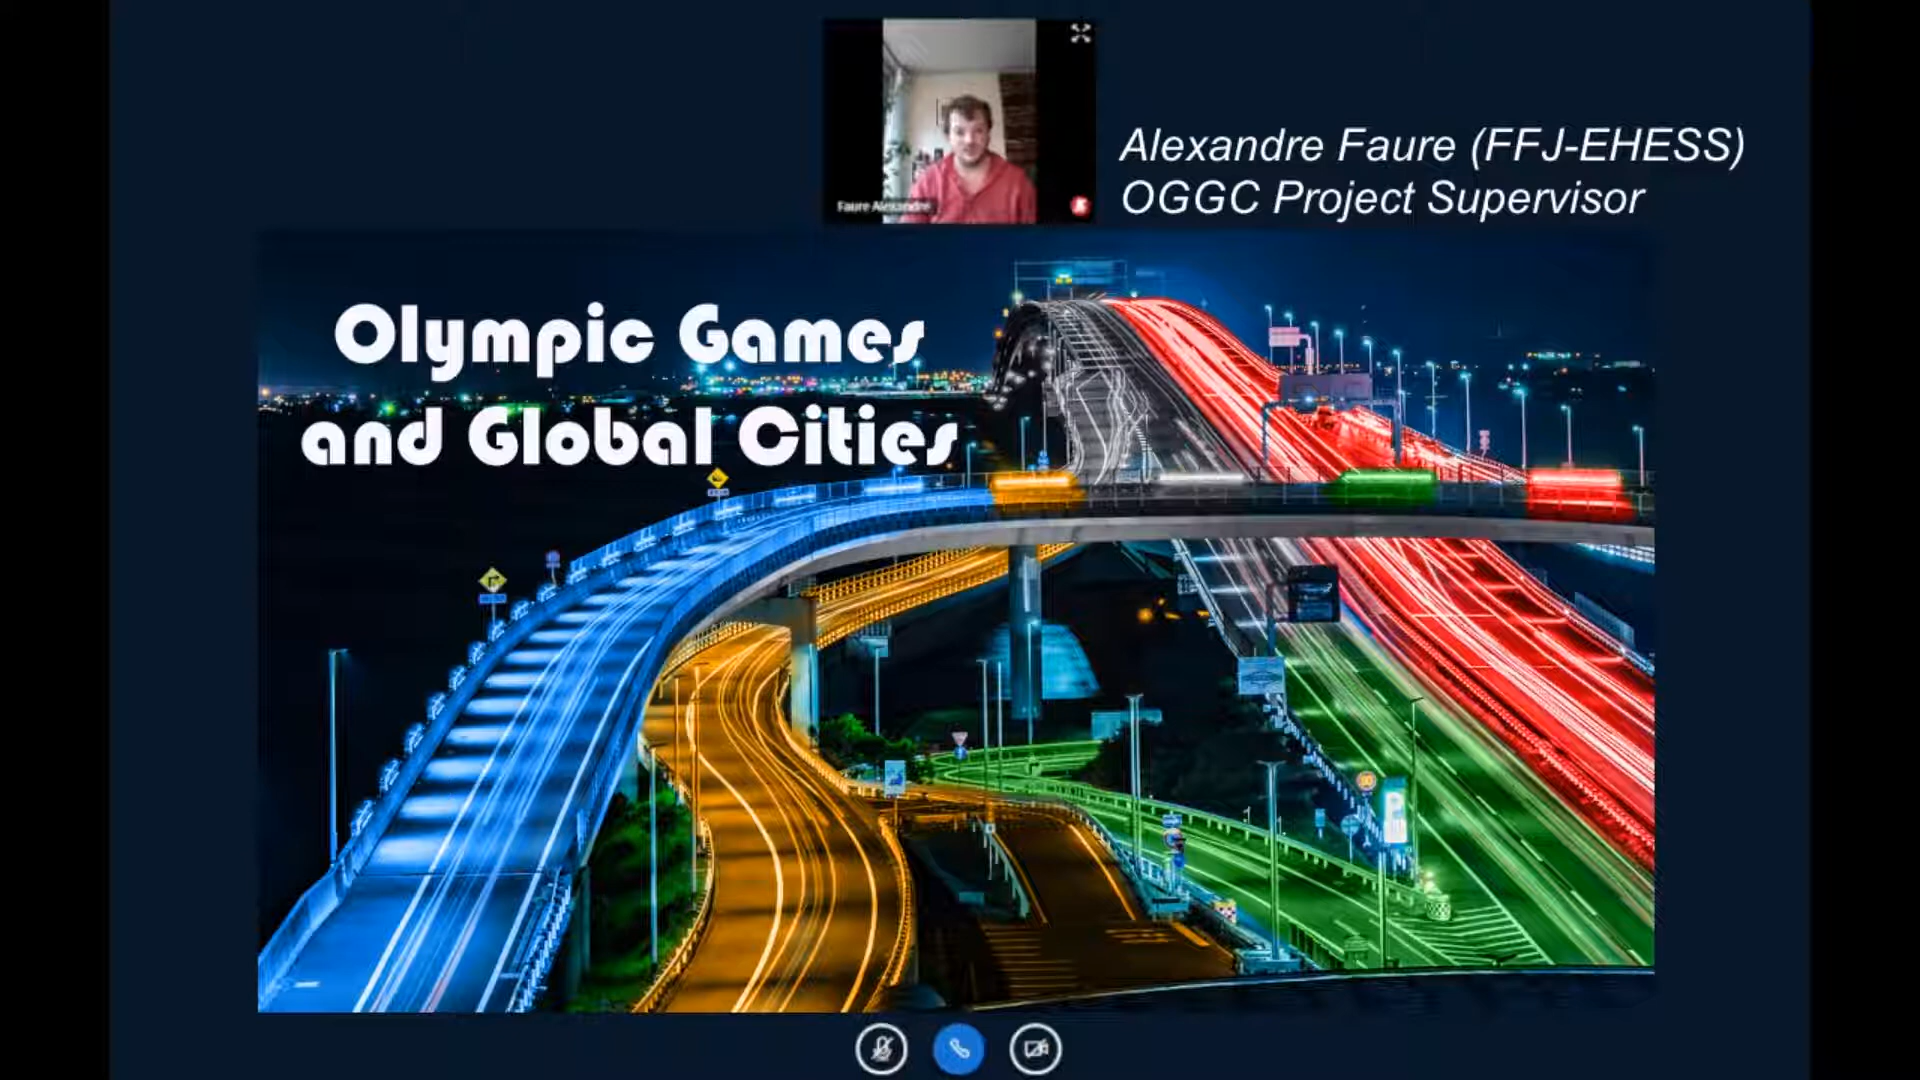 Alexandre Faure (FFJ-EHESS)
OGGC Project Supervisor
Faure Alexandre
Olympic Games
and Global Cities